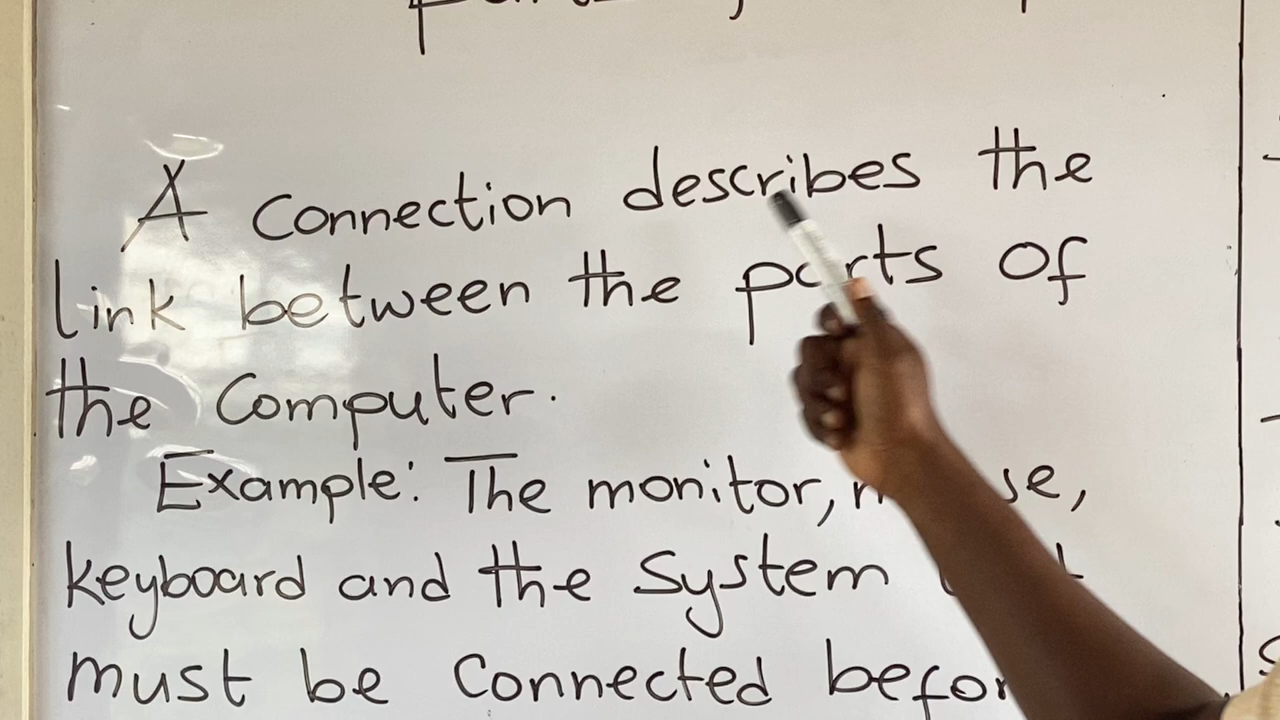 A Connection describes the
link between the parts of
the Computer.
Example: The monitor,
keyboard and the System
must be Connected